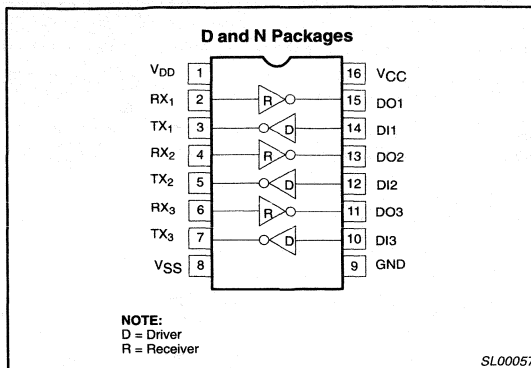 D and N Packages
VDD 1 16 VCC
RX1 2 R 15 DO1
TX1 3 D 14 DI1
RX2 4 R 13 DO2
TX2 5 D 12 DI2
RX3 6 R 11 DO3
TX3 7 D 10 DI3
VSS 8 9 GND
NOTE:
D = Driver
R = Receiver
SL00057